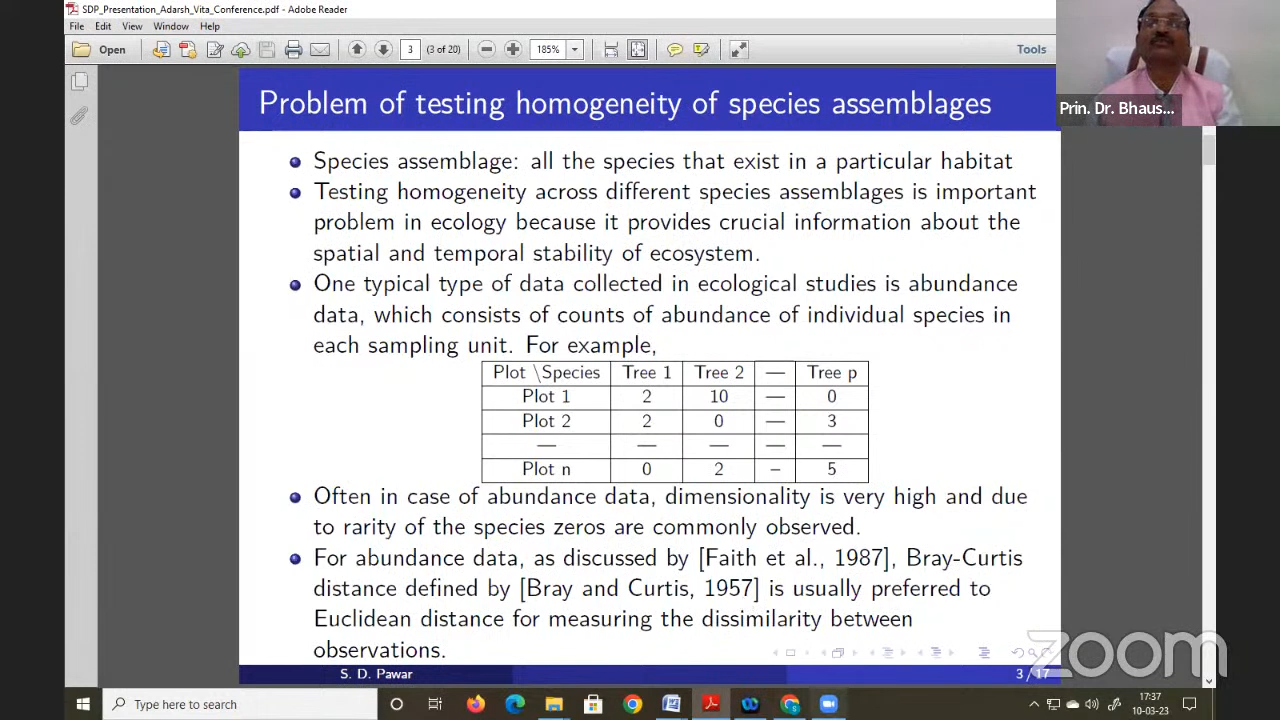 SDP_Presentation_Adarsh_Vita_Conference.pdf - Adobe Reader
File Edit View Window Help
Open 3 (3 of 20) 185% Tools
Prin. Dr. Bhaus...
Problem of testing homogeneity of species assemblages
Species assemblage: all the species that exist in a particular habitat
Testing homogeneity across different species assemblages is important
problem in ecology because it provides crucial information about the
spatial and temporal stability of ecosystem.
One typical type of data collected in ecological studies is abundance
data, which consists of counts of abundance of individual species in
each sampling unit. For example,
Plot \Species Tree 1 Tree 2 — Tree p
Plot 1 2 10 — 0
Plot 2 2 0 — 3
— — — — —
Plot n 0 2 – 5
Often in case of abundance data, dimensionality is very high and due
to rarity of the species zeros are commonly observed.
For abundance data, as discussed by [Faith et al., 1987], Bray-Curtis
distance defined by [Bray and Curtis, 1957] is usually preferred to
Euclidean distance for measuring the dissimilarity between
observations.
S. D. Pawar 3 / 17
zoom
Type here to search
17:37
10-03-23